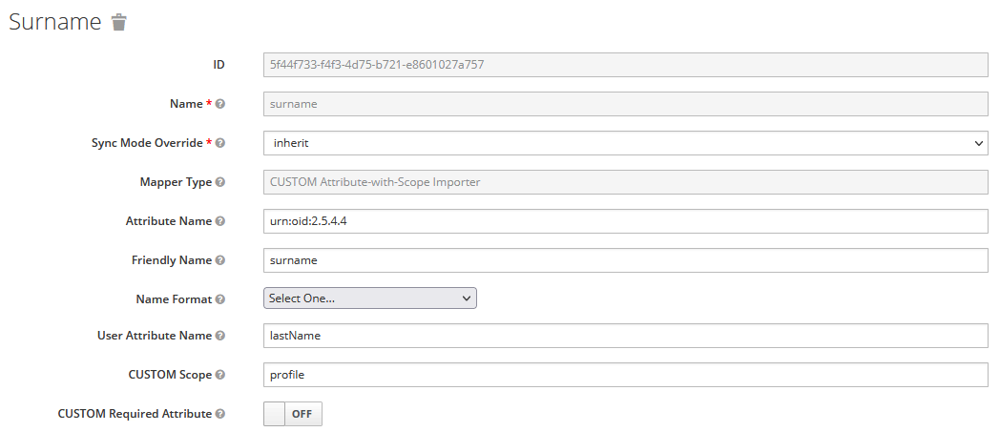 Surname
ID 5f44f733-f4f3-4d75-b721-e8601027a757
Name * surname
Sync Mode Override * inherit
Mapper Type CUSTOM Attribute-with-Scope Importer
Attribute Name urn:oid:2.5.4.4
Friendly Name surname
Name Format Select One...
User Attribute Name lastName
CUSTOM Scope profile
CUSTOM Required Attribute OFF